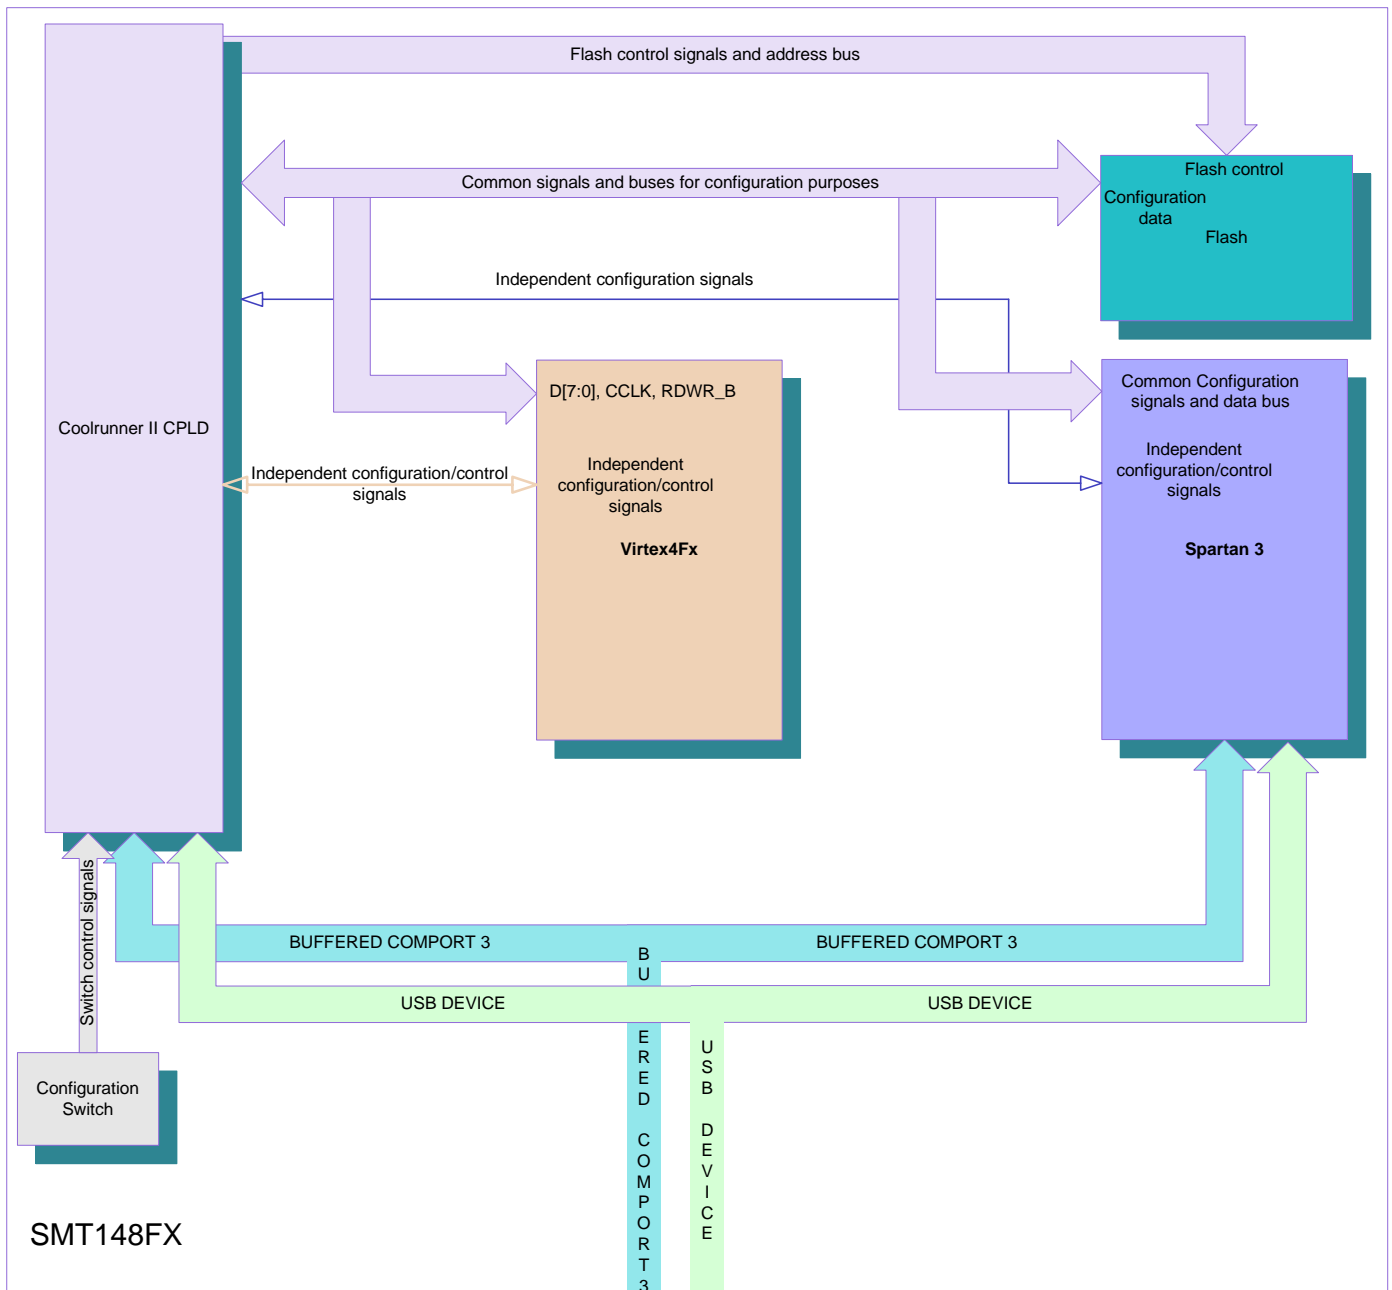 Flash control signals and address bus
Common signals and buses for configuration purposes
Flash control
Configuration
data
Flash
Independent configuration signals
Coolrunner II CPLD
D[7:0], CCLK, RDWR_B
Independent
configuration/control
signals
Virtex4Fx
Common Configuration
signals and data bus
Independent
configuration/control
signals
Spartan 3
Independent configuration/control
signals
Switch control signals
BUFFERED COMPORT 3
BUFFERED COMPORT 3
USB DEVICE
USB DEVICE
BU ERED COMPORT3
USB DEVICE
Configuration
Switch
SMT148FX